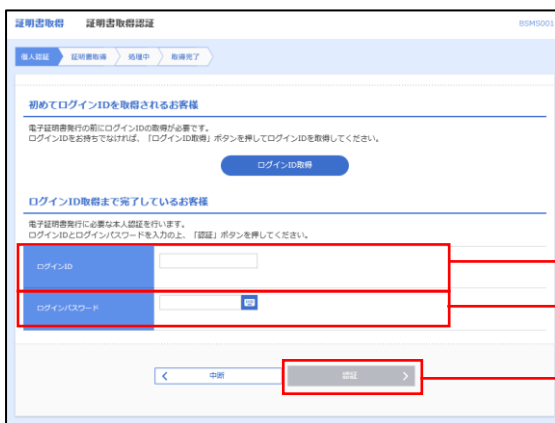 証明書取得 証明書取得認証 BSMS001
個人認証 証明書取得 処理中 取得完了
初めてログインIDを取得されるお客様
電子証明書発行の前にログインIDの取得が必要です。
ログインIDをお持ちでなければ、「ログインID取得」ボタンを押してログインIDを取得してください。
ログインID取得
ログインID取得まで完了しているお客様
電子証明書発行に必要な本人認証を行います。
ログインIDとログインパスワードを入力の上、「認証」ボタンを押してください。
ログインID
ログインパスワード
中断 認証